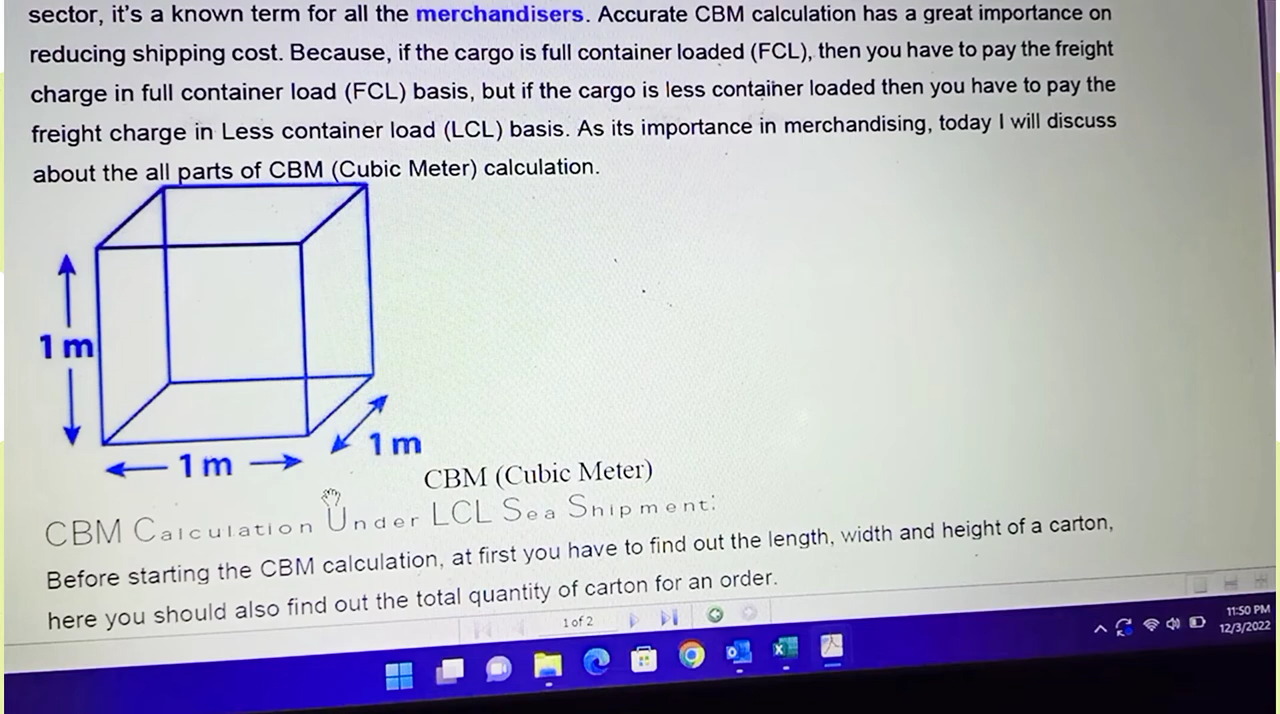 sector, it's a known term for all the merchandisers. Accurate CBM calculation has a great importance on
reducing shipping cost. Because, if the cargo is full container loaded (FCL), then you have to pay the freight
charge in full container load (FCL) basis, but if the cargo is less container loaded then you have to pay the
freight charge in Less container load (LCL) basis. As its importance in merchandising, today I will discuss
about the all parts of CBM (Cubic Meter) calculation.
1 m
1 m
1 m
CBM (Cubic Meter)
CBM Calculation Under LCL Sea Shipment:
Before starting the CBM calculation, at first you have to find out the length, width and height of a carton,
here you should also find out the total quantity of carton for an order.
1 of 2
11:50 PM
12/3/2022